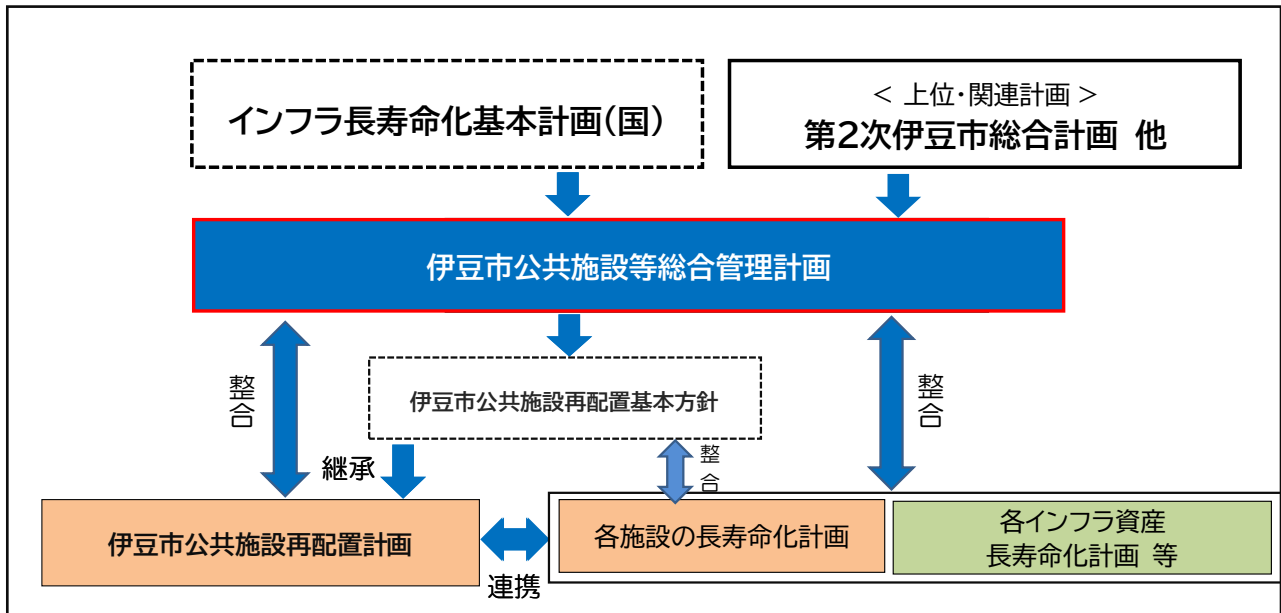 インフラ長寿命化基本計画(国)
< 上位・関連計画 >
第2次伊豆市総合計画 他
伊豆市公共施設等総合管理計画
整合
伊豆市公共施設再配置基本方針
整合
継承
整合
伊豆市公共施設再配置計画
連携
各施設の長寿命化計画
各インフラ資産
長寿命化計画 等